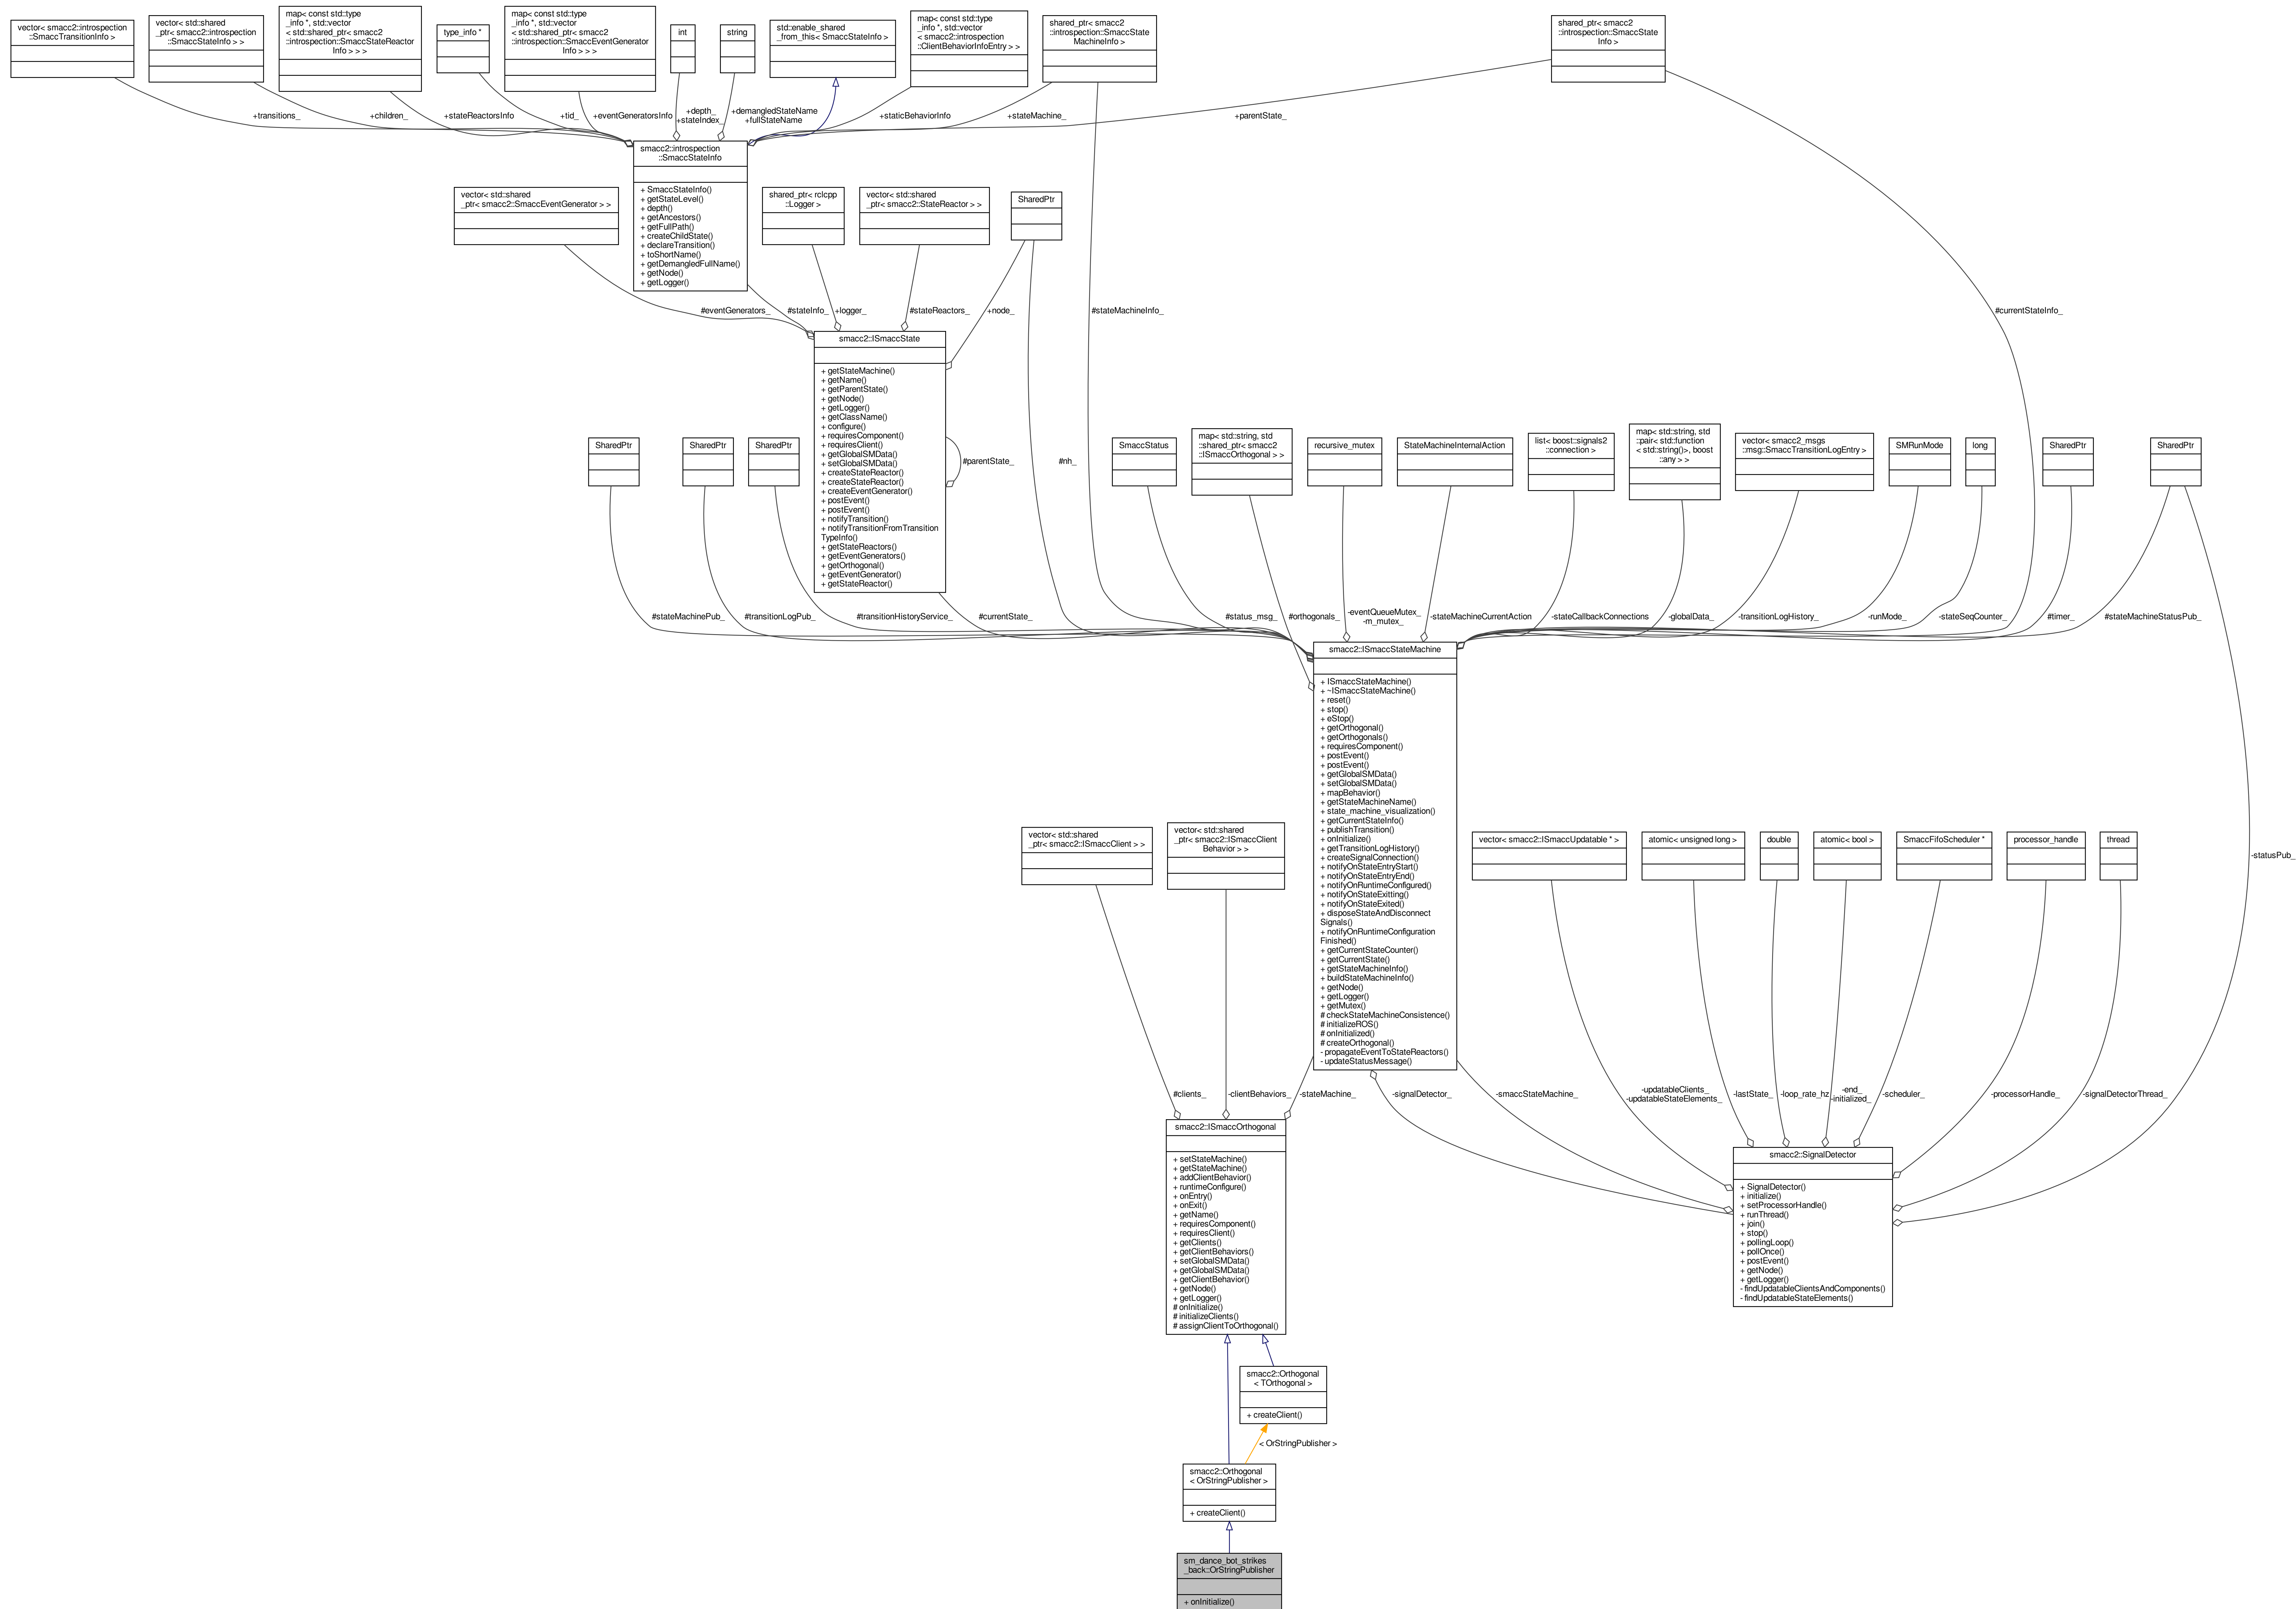 vector< smacc2::introspection
::SmaccTransitionInfo >
vector< std::shared
_ptr< smacc2::introspection
::SmaccStateInfo > >
map< const std::type
_info *, std::vector
< std::shared_ptr< smacc2
::introspection::SmaccStateReactor
Info > > >
type_info *
map< const std::type
_info *, std::vector
< std::shared_ptr< smacc2
::introspection::SmaccEventGenerator
Info > > >
int
string
std::enable_shared
_from_this< SmaccStateInfo >
map< const std::type
_info *, std::vector
< smacc2::introspection
::ClientBehaviorInfoEntry > >
shared_ptr< smacc2
::introspection::SmaccState
MachineInfo >
shared_ptr< smacc2
::introspection::SmaccState
Info >
+transitions_
+children_
+stateReactorsInfo
+tid_
+eventGeneratorsInfo
+depth_
+stateIndex_
+demangledStateName
+fullStateName
+staticBehaviorInfo
+stateMachine_
+parentState_
smacc2::introspection
::SmaccStateInfo
+ SmaccStateInfo()
+ getStateLevel()
+ depth()
+ getAncestors()
+ getFullPath()
+ createChildState()
+ declareTransition()
+ toShortName()
+ getDemangledFullName()
+ getNode()
+ getLogger()
vector< std::shared
_ptr< smacc2::SmaccEventGenerator > >
shared_ptr< rclcpp
::Logger >
vector< std::shared
_ptr< smacc2::StateReactor > >
SharedPtr
#eventGenerators_
#stateInfo_
+logger_
#stateReactors_
+node_
#stateMachineInfo_
#currentStateInfo_
smacc2::ISmaccState
+ getStateMachine()
+ getName()
+ getParentState()
+ getNode()
+ getLogger()
+ getClassName()
+ configure()
+ requiresComponent()
+ requiresClient()
+ getGlobalSMData()
+ setGlobalSMData()
+ createStateReactor()
+ createStateReactor()
+ createEventGenerator()
+ postEvent()
+ postEvent()
+ notifyTransition()
+ notifyTransitionFromTransition
TypeInfo()
+ getStateReactors()
+ getEventGenerators()
+ getOrthogonal()
+ getEventGenerator()
+ getStateReactor()
#parentState_
#nh_
SharedPtr
SharedPtr
SharedPtr
SmaccStatus
map< std::string, std
::shared_ptr< smacc2
::ISmaccOrthogonal > >
recursive_mutex
StateMachineInternalAction
list< boost::signals2
::connection >
map< std::string, std
::pair< std::function
< std::string()>, boost
::any > >
vector< smacc2_msgs
::msg::SmaccTransitionLogEntry >
SMRunMode
long
SharedPtr
SharedPtr
#stateMachinePub_
#transitionLogPub_
#transitionHistoryService_
#currentState_
#status_msg_
#orthogonals_
-eventQueueMutex_
-m_mutex_
-stateMachineCurrentAction
-stateCallbackConnections
-globalData_
-transitionLogHistory_
-runMode_
-stateSeqCounter_
#timer_
#stateMachineStatusPub_
smacc2::ISmaccStateMachine
+ ISmaccStateMachine()
+ ~ISmaccStateMachine()
+ reset()
+ stop()
+ eStop()
+ getOrthogonal()
+ getOrthogonals()
+ requiresComponent()
+ postEvent()
+ postEvent()
+ getGlobalSMData()
+ setGlobalSMData()
+ mapBehavior()
+ getStateMachineName()
+ state_machine_visualization()
+ getCurrentStateInfo()
+ publishTransition()
+ onInitialize()
+ getTransitionLogHistory()
+ createSignalConnection()
+ notifyOnStateEntryStart()
+ notifyOnStateEntryEnd()
+ notifyOnRuntimeConfigured()
+ notifyOnStateExitting()
+ notifyOnStateExited()
+ disposeStateAndDisconnect
Signals()
+ notifyOnRuntimeConfiguration
Finished()
+ getCurrentStateCounter()
+ getCurrentState()
+ getStateMachineInfo()
+ buildStateMachineInfo()
+ getNode()
+ getLogger()
+ getMutex()
# checkStateMachineConsistence()
# initializeROS()
# onInitialized()
# createOrthogonal()
- propagateEventToStateReactors()
- updateStatusMessage()
vector< std::shared
_ptr< smacc2::ISmaccClient > >
vector< std::shared
_ptr< smacc2::ISmaccClient
Behavior > >
vector< smacc2::ISmaccUpdatable * >
atomic< unsigned long >
double
atomic< bool >
SmaccFifoScheduler *
processor_handle
thread
-statusPub_
#clients_
-clientBehaviors_
-stateMachine_
-signalDetector_
-smaccStateMachine_
-updatableClients_
-updatableStateElements_
-lastState_
-loop_rate_hz
-end_
-initialized_
-scheduler_
-processorHandle_
-signalDetectorThread_
smacc2::ISmaccOrthogonal
+ setStateMachine()
+ getStateMachine()
+ addClientBehavior()
+ runtimeConfigure()
+ onEntry()
+ onExit()
+ getName()
+ requiresComponent()
+ requiresClient()
+ getClients()
+ getClientBehaviors()
+ setGlobalSMData()
+ getGlobalSMData()
+ getClientBehavior()
+ getNode()
+ getLogger()
# onInitialize()
# initializeClients()
# assignClientToOrthogonal()
smacc2::SignalDetector
+ SignalDetector()
+ initialize()
+ setProcessorHandle()
+ runThread()
+ join()
+ stop()
+ pollingLoop()
+ pollOnce()
+ postEvent()
+ getNode()
+ getLogger()
- findUpdatableClientsAndComponents()
- findUpdatableStateElements()
smacc2::Orthogonal
< TOrthogonal >
+ createClient()
< OrStringPublisher >
smacc2::Orthogonal
< OrStringPublisher >
+ createClient()
sm_dance_bot_strikes
_back::OrStringPublisher
+ onInitialize()